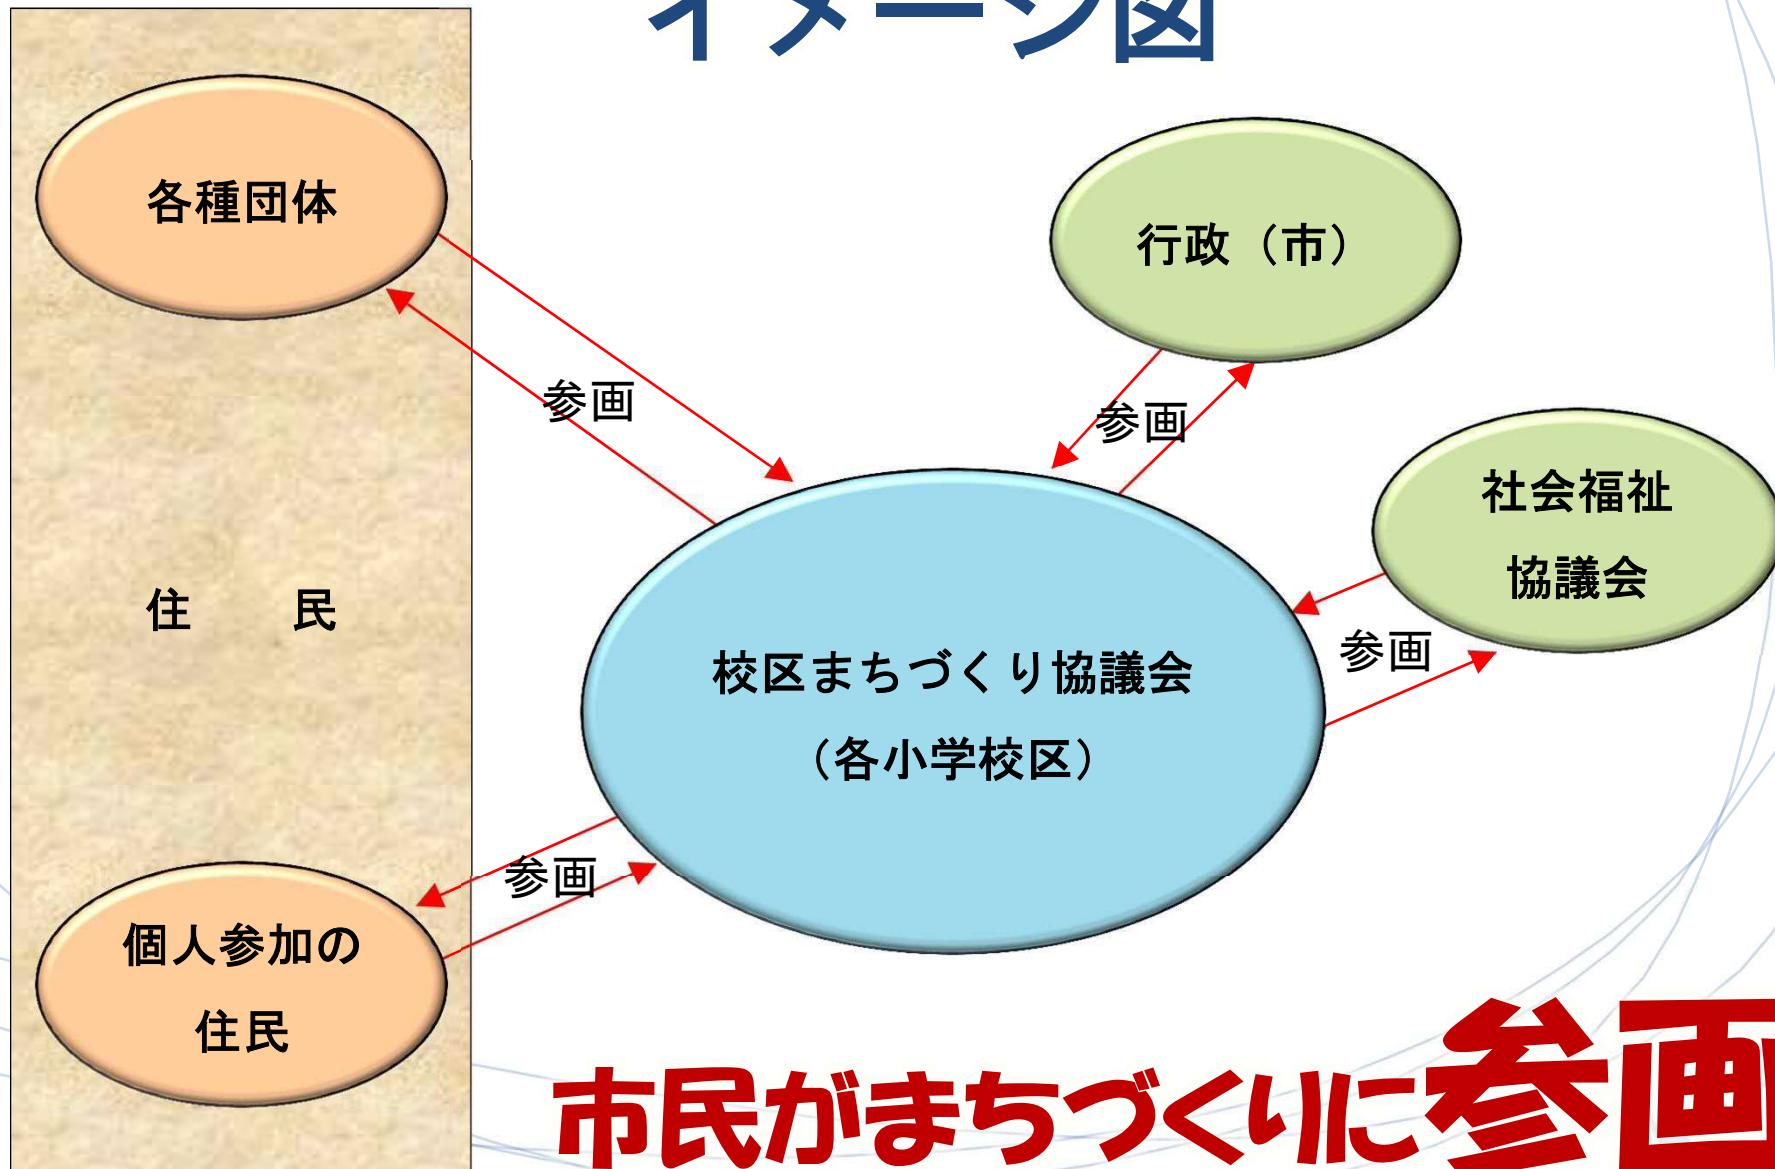 イメージ図
各種団体
行政（市）
参画
参画
社会福祉
協議会
住　　民
参画
校区まちづくり協議会
（各小学校区）
参画
個人参加の
住民
市民がまちづくりに参画